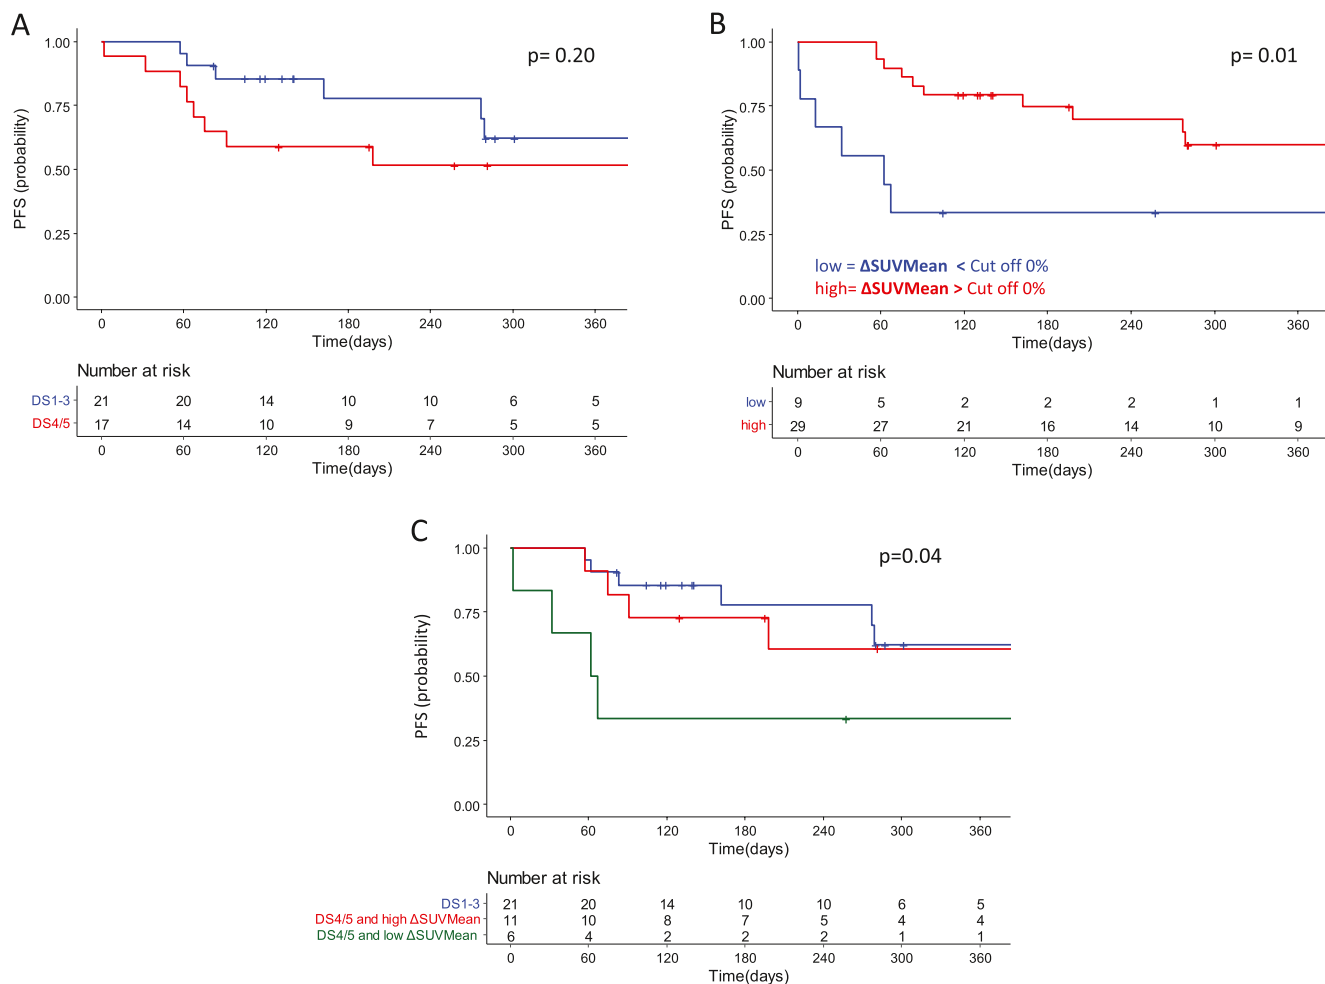 A
p= 0.20
PFS (probability)
1.00
0.75
0.50
0.25
0.00
0 60 120 180 240 300 360
Time(days)
Number at risk
DS1-3 21 20 14 10 10 6 5
DS4/5 17 14 10 9 7 5 5
0 60 120 180 240 300 360
Time(days)
B
p= 0.01
PFS (probability)
1.00
0.75
0.50
0.25
0.00
low = ΔSUVMean < Cut off 0%
high= ΔSUVMean > Cut off 0%
0 60 120 180 240 300 360
Time(days)
Number at risk
low 9 5 2 2 2 1 1
high 29 27 21 16 14 10 9
0 60 120 180 240 300 360
Time(days)
C
p=0.04
PFS (probability)
1.00
0.75
0.50
0.25
0.00
0 60 120 180 240 300 360
Time(days)
Number at risk
DS1-3 21 20 14 10 10 6 5
DS4/5 and high ΔSUVMean 11 10 8 7 5 4 4
DS4/5 and low ΔSUVMean 6 4 2 2 2 1 1
0 60 120 180 240 300 360
Time(days)